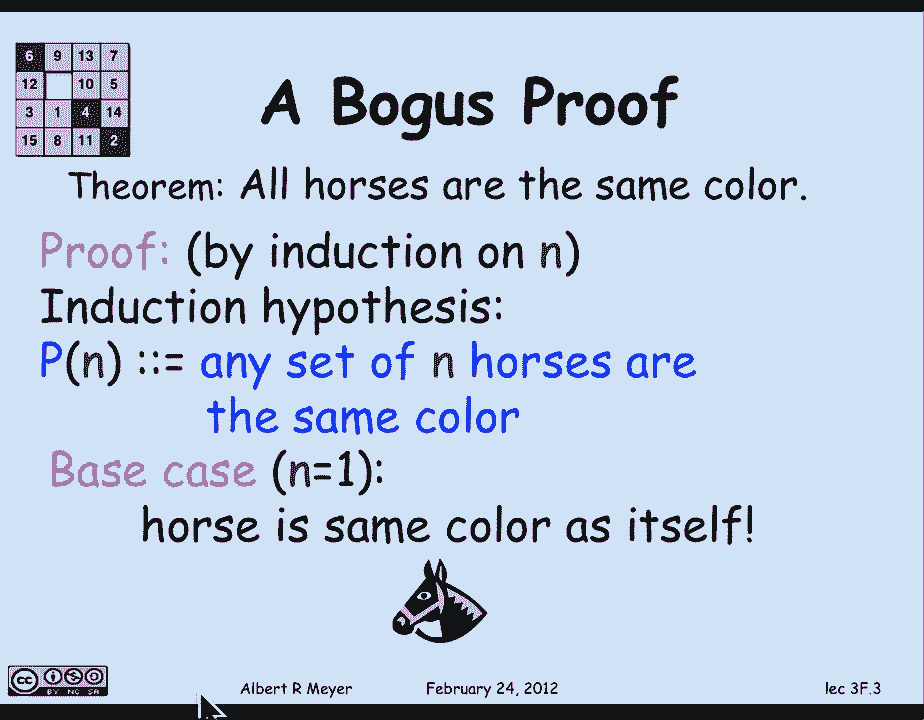 6 9 13 7
12 10 5
3 1 4 14
15 8 11 2
A Bogus Proof
Theorem: All horses are the same color.
Proof: (by induction on n)
Induction hypothesis:
P(n) ::= any set of n horses are
the same color
Base case (n=1):
horse is same color as itself!
cc BY NC SA
Albert R Meyer February 24, 2012 lec 3F.3